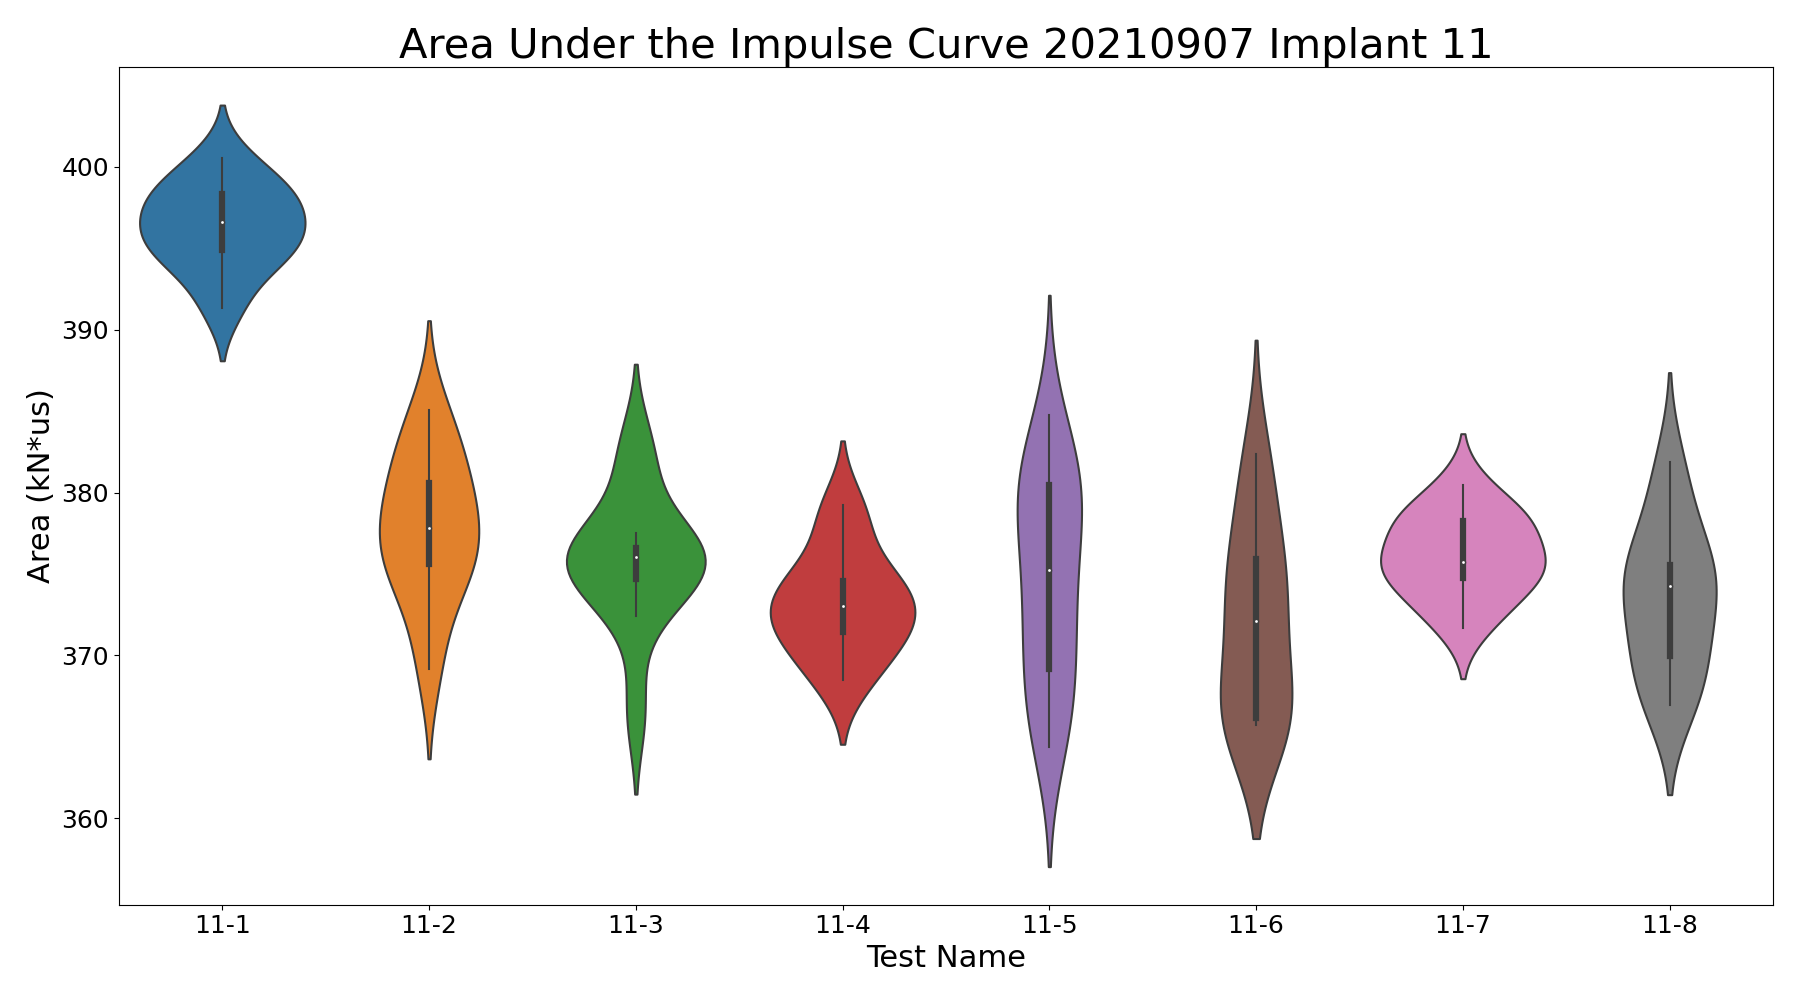 Area Under the Impulse Curve 20210907 Implant 11
400
390
380
370
360
Area (kN*us)
11-1 11-2 11-3 11-4 11-5 11-6 11-7 11-8
Test Name